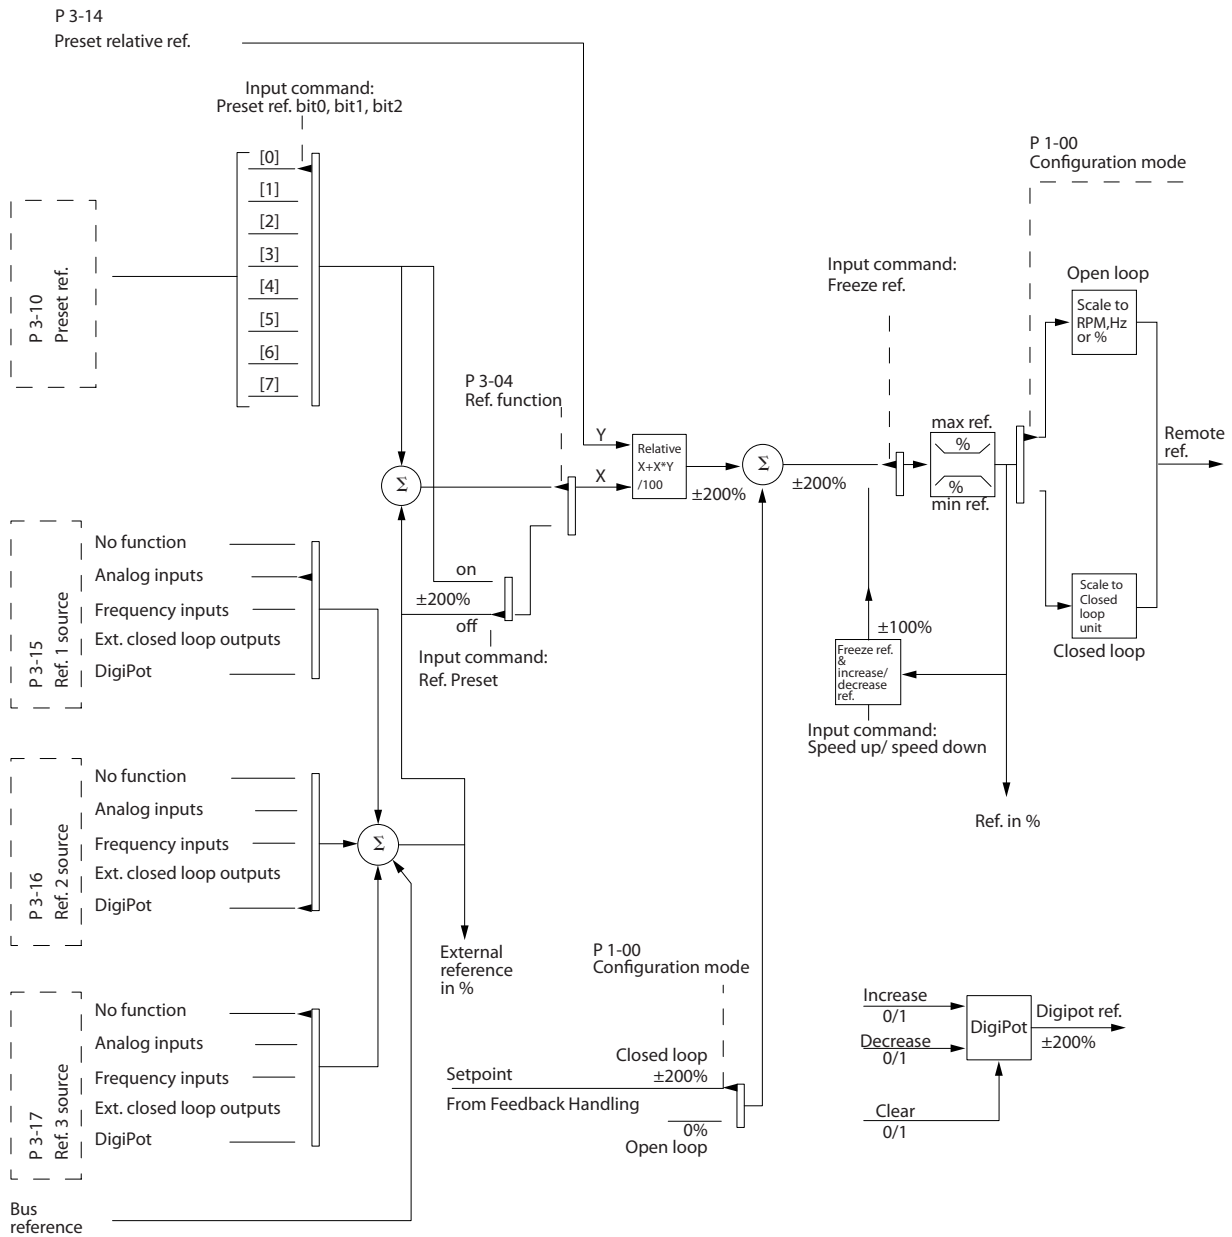 P 3-14
Preset relative ref.
Input command:
Preset ref. bit0, bit1, bit2
[0]
[1]
[2]
[3]
[4]
[5]
[6]
[7]
P 3-10
Preset ref.
P 1-00
Configuration mode
Input command:
Freeze ref.
Open loop
Scale to
RPM,Hz
or %
P 3-04
Ref. function
Y
X
Relative
X+X*Y
/100
±200%
Σ
±200%
max ref.
%
%
min ref.
Remote
ref.
Σ
on
±200%
off
Input command:
Ref. Preset
P 3-15
Ref. 1 source
No function
Analog inputs
Frequency inputs
Ext. closed loop outputs
DigiPot
±100%
Freeze ref.
&
increase/
decrease
ref.
Input command:
Speed up/ speed down
Scale to
Closed
loop
unit
Closed loop
Ref. in %
P 3-16
Ref. 2 source
No function
Analog inputs
Frequency inputs
Ext. closed loop outputs
DigiPot
Σ
External
reference
in %
P 1-00
Configuration mode
P 3-17
Ref. 3 source
No function
Analog inputs
Frequency inputs
Ext. closed loop outputs
DigiPot
Closed loop
±200%
Setpoint
From Feedback Handling
0%
Open loop
Increase
0/1
Decrease
0/1
DigiPot
Digipot ref.
±200%
Clear
0/1
Bus
reference